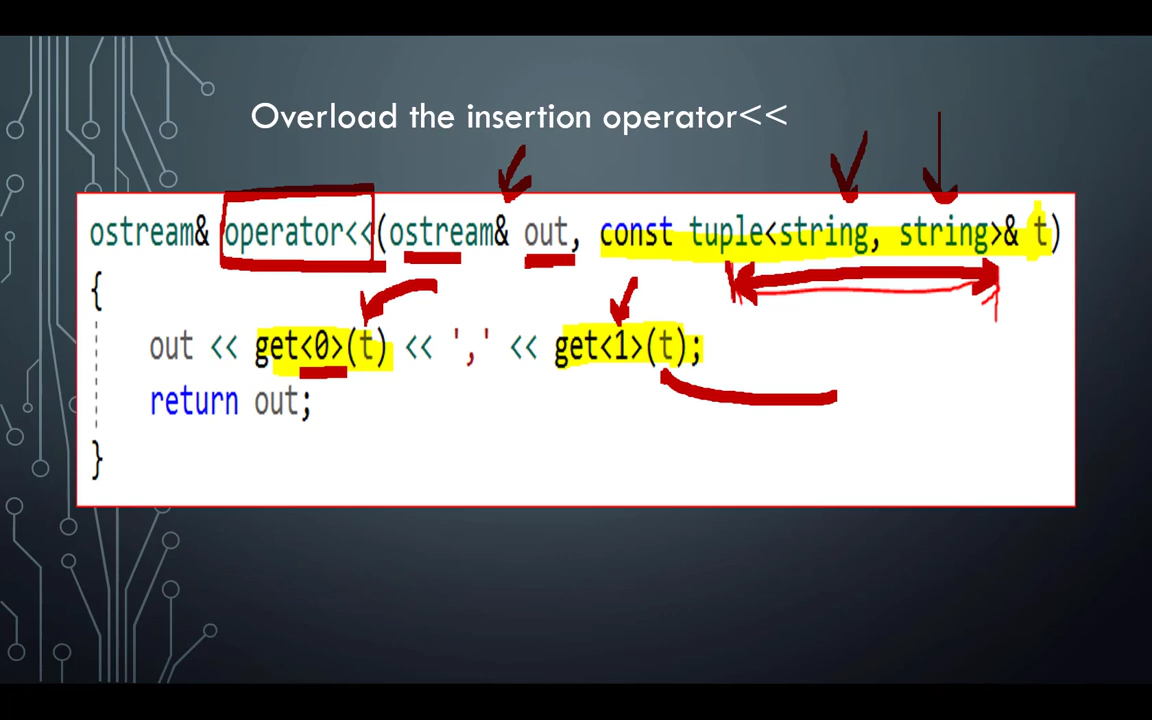 Overload the insertion operator<<
ostream& operator<<(ostream& out, const tuple<string, string>& t)
{
out << get<0>(t) << ',' << get<1>(t);
return out;
}